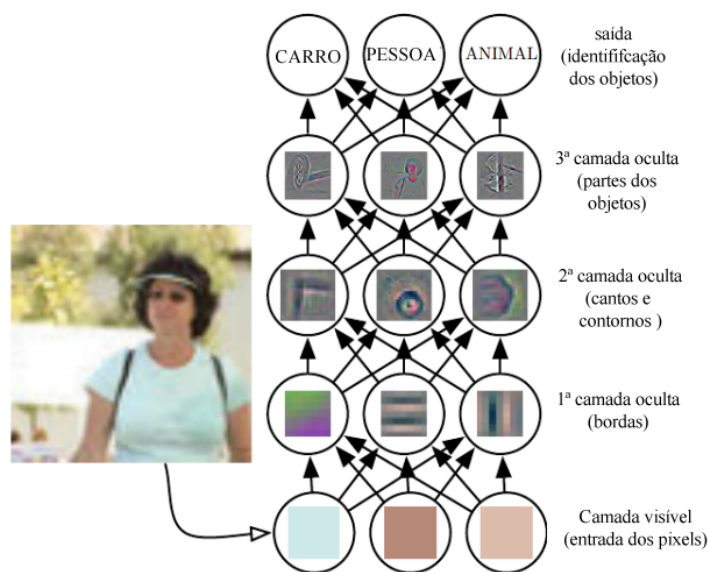 CARRO PESSOA ANIMAL
saída
(identififcação
dos objetos)
3ª camada oculta
(partes dos
objetos)
2ª camada oculta
(cantos e
contornos )
1ª camada oculta
(bordas)
Camada visível
(entrada dos pixels)